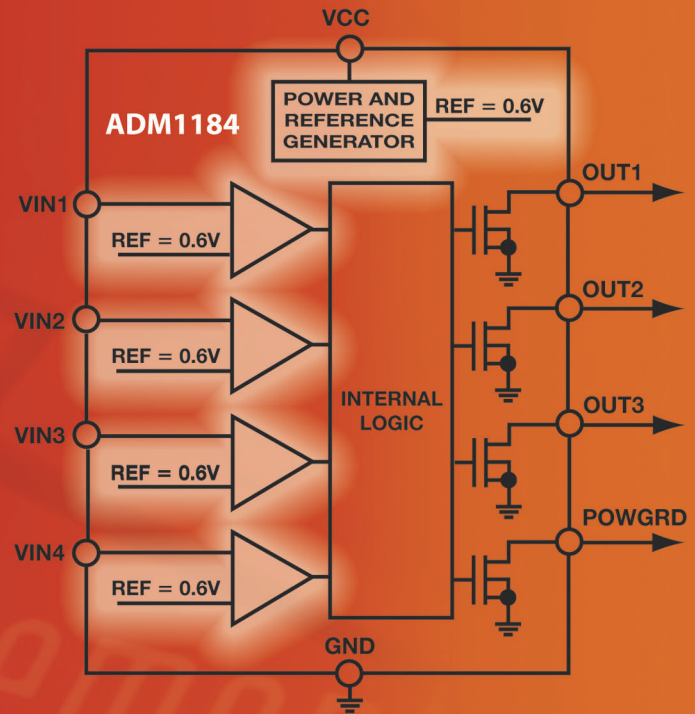 VCC
POWER AND
REFERENCE
GENERATOR
REF = 0.6V
ADM1184
VIN1
REF = 0.6V
VIN2
REF = 0.6V
VIN3
REF = 0.6V
VIN4
REF = 0.6V
INTERNAL
LOGIC
OUT1
OUT2
OUT3
POWGRD
GND